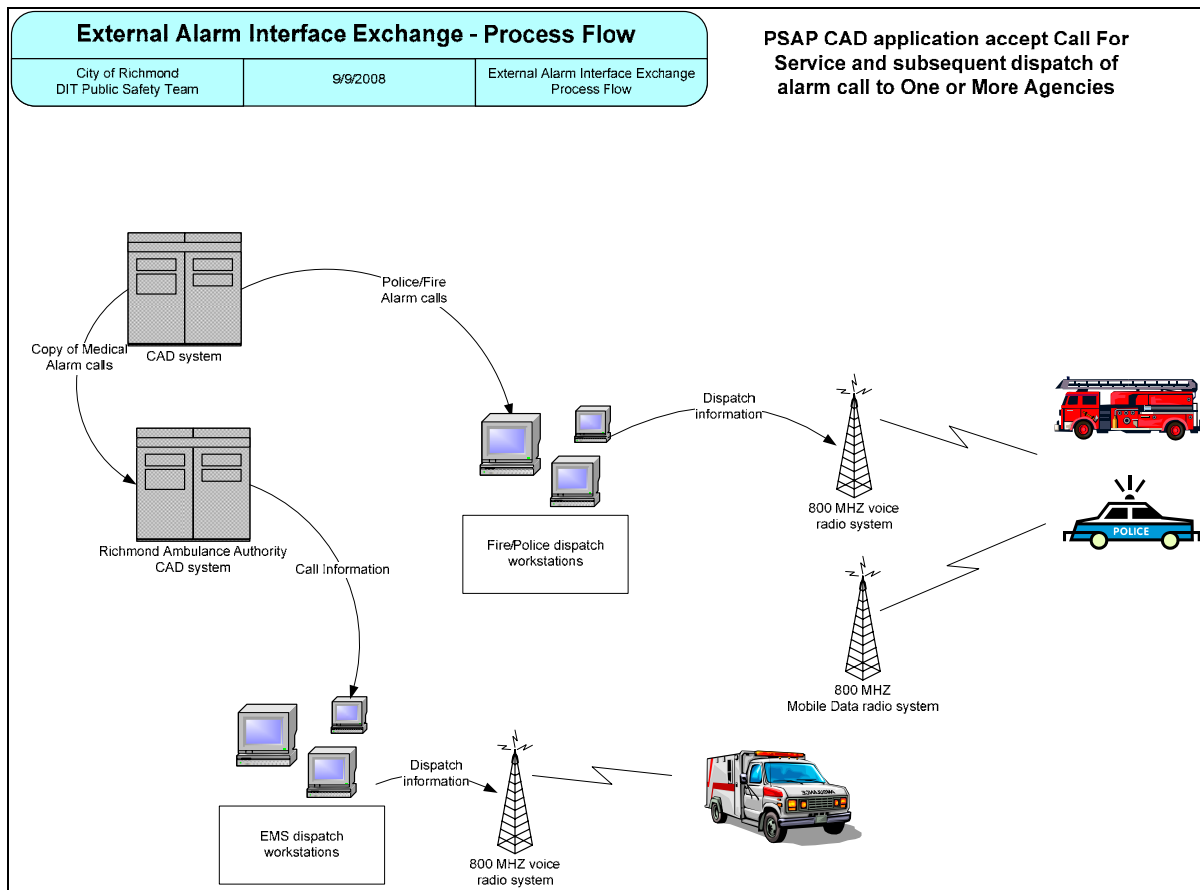 External Alarm Interface Exchange - Process Flow
City of Richmond
DIT Public Safety Team
9/9/2008
External Alarm Interface Exchange
Process Flow
PSAP CAD application accept Call For
Service and subsequent dispatch of
alarm call to One or More Agencies
Police/Fire
Alarm calls
CAD system
Copy of Medical
Alarm calls
Dispatch
information
800 MHZ voice
radio system
POLICE
Fire/Police dispatch
workstations
Richmond Ambulance Authority
CAD system
Call Information
800 MHZ
Mobile Data radio system
Dispatch
information
AMBULANCE
EMS dispatch
workstations
800 MHZ voice
radio system